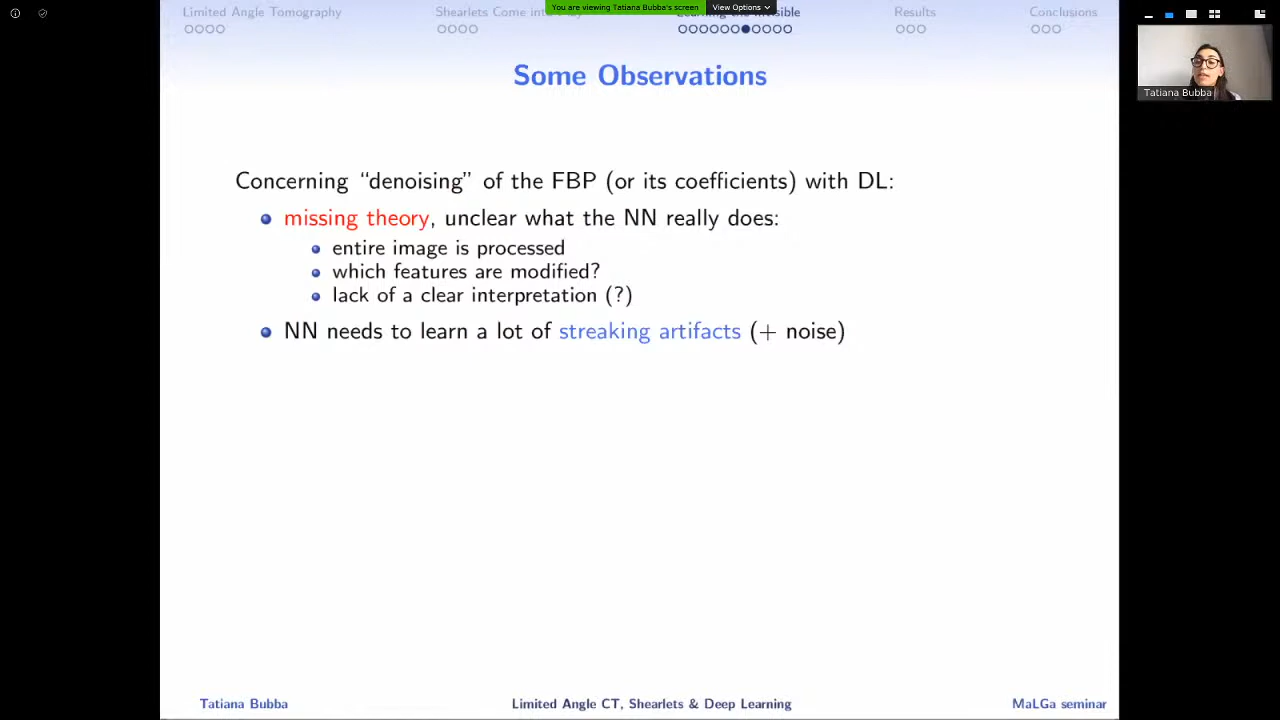 You are viewing Tatiana Bubba's screen
View Options
Limited Angle Tomography
Shearlets Come into
Results
Conclusions
Tatiana Bubba
Some Observations
Concerning “denoising” of the FBP (or its coefficients) with DL:
missing theory, unclear what the NN really does:
entire image is processed
which features are modified?
lack of a clear interpretation (?)
NN needs to learn a lot of streaking artifacts (+ noise)
Tatiana Bubba
Limited Angle CT, Shearlets & Deep Learning
MaLGa seminar